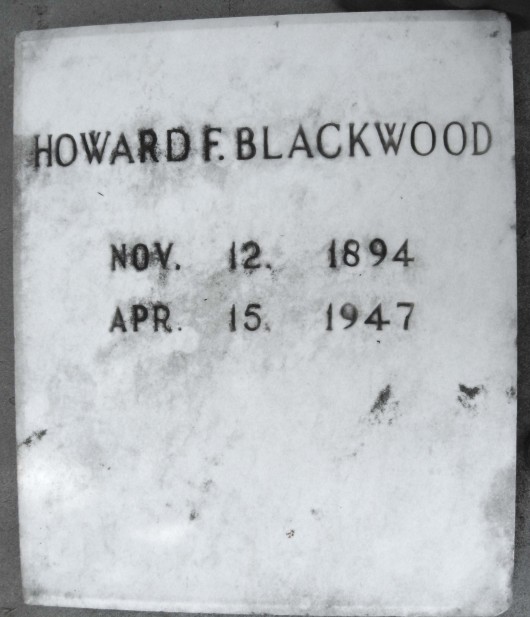 HOWARD F. BLACKWOOD
NOV. 12. 1894
APR. 15. 1947